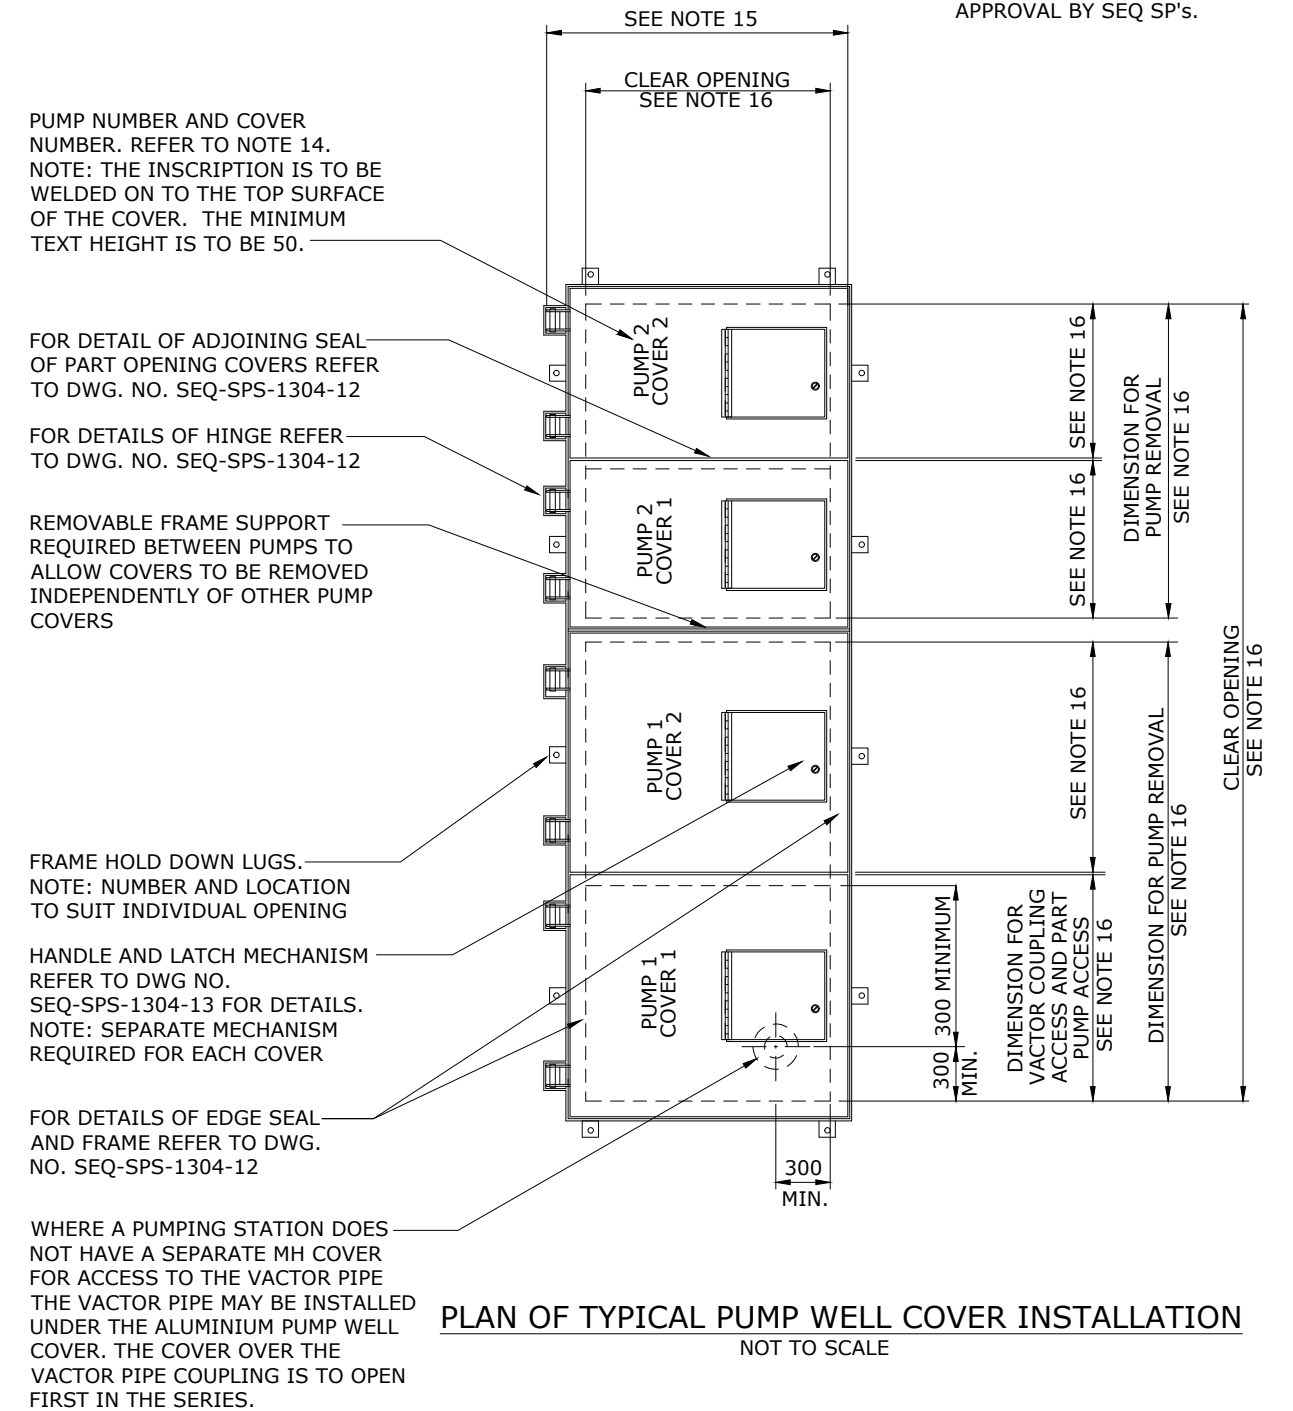 APPROVAL BY SEQ SP's.
SEE NOTE 15
CLEAR OPENING
SEE NOTE 16
PUMP NUMBER AND COVER
NUMBER. REFER TO NOTE 14.
NOTE: THE INSCRIPTION IS TO BE
WELDED ON TO THE TOP SURFACE
OF THE COVER. THE MINIMUM
TEXT HEIGHT IS TO BE 50.
FOR DETAIL OF ADJOINING SEAL
OF PART OPENING COVERS REFER
TO DWG. NO. SEQ-SPS-1304-12
FOR DETAILS OF HINGE REFER
TO DWG. NO. SEQ-SPS-1304-12
REMOVABLE FRAME SUPPORT
REQUIRED BETWEEN PUMPS TO
ALLOW COVERS TO BE REMOVED
INDEPENDENTLY OF OTHER PUMP
COVERS
FRAME HOLD DOWN LUGS.
NOTE: NUMBER AND LOCATION
TO SUIT INDIVIDUAL OPENING
HANDLE AND LATCH MECHANISM
REFER TO DWG NO.
SEQ-SPS-1304-13 FOR DETAILS.
NOTE: SEPARATE MECHANISM
REQUIRED FOR EACH COVER
FOR DETAILS OF EDGE SEAL
AND FRAME REFER TO DWG.
NO. SEQ-SPS-1304-12
WHERE A PUMPING STATION DOES
NOT HAVE A SEPARATE MH COVER
FOR ACCESS TO THE VACTOR PIPE
THE VACTOR PIPE MAY BE INSTALLED
UNDER THE ALUMINIUM PUMP WELL
COVER. THE COVER OVER THE
VACTOR PIPE COUPLING IS TO OPEN
FIRST IN THE SERIES.
PUMP 2
COVER 2
PUMP 2
COVER 1
PUMP 1
COVER 2
PUMP 1
COVER 1
SEE NOTE 16
SEE NOTE 16
SEE NOTE 16
DIMENSION FOR
PUMP REMOVAL
SEE NOTE 16
CLEAR OPENING
SEE NOTE 16
DIMENSION FOR PUMP REMOVAL
SEE NOTE 16
DIMENSION FOR
VACTOR COUPLING
ACCESS AND PART
PUMP ACCESS
SEE NOTE 16
300 MINIMUM
300
MIN.
300
MIN.
PLAN OF TYPICAL PUMP WELL COVER INSTALLATION
NOT TO SCALE